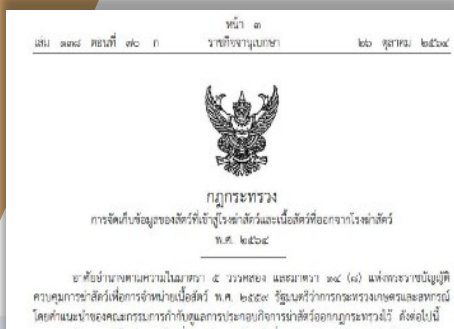 หน้า ๓
เล่ม ๑๓๘ ตอนที่ ๗๐ ก ราชกิจจานุเบกษา ๒๖ ตุลาคม ๒๕๖๔
กฎกระทรวง
การจัดเก็บข้อมูลของสัตว์ที่เข้าสู่โรงฆ่าสัตว์และเนื้อสัตว์ที่ออกจากโรงฆ่าสัตว์
พ.ศ. ๒๕๖๔
อาศัยอำนาจตามความในมาตรา ๕ วรรคสอง และมาตรา ๑๔ (๘) แห่งพระราชบัญญัติ
ควบคุมการฆ่าสัตว์เพื่อการจำหน่ายเนื้อสัตว์ พ.ศ. ๒๕๕๙ รัฐมนตรีว่าการกระทรวงเกษตรและสหกรณ์
โดยคำแนะนำของคณะกรรมการกำกับดูแลการประกอบกิจการฆ่าสัตว์ออกกฎกระทรวงไว้ ดังต่อไปนี้